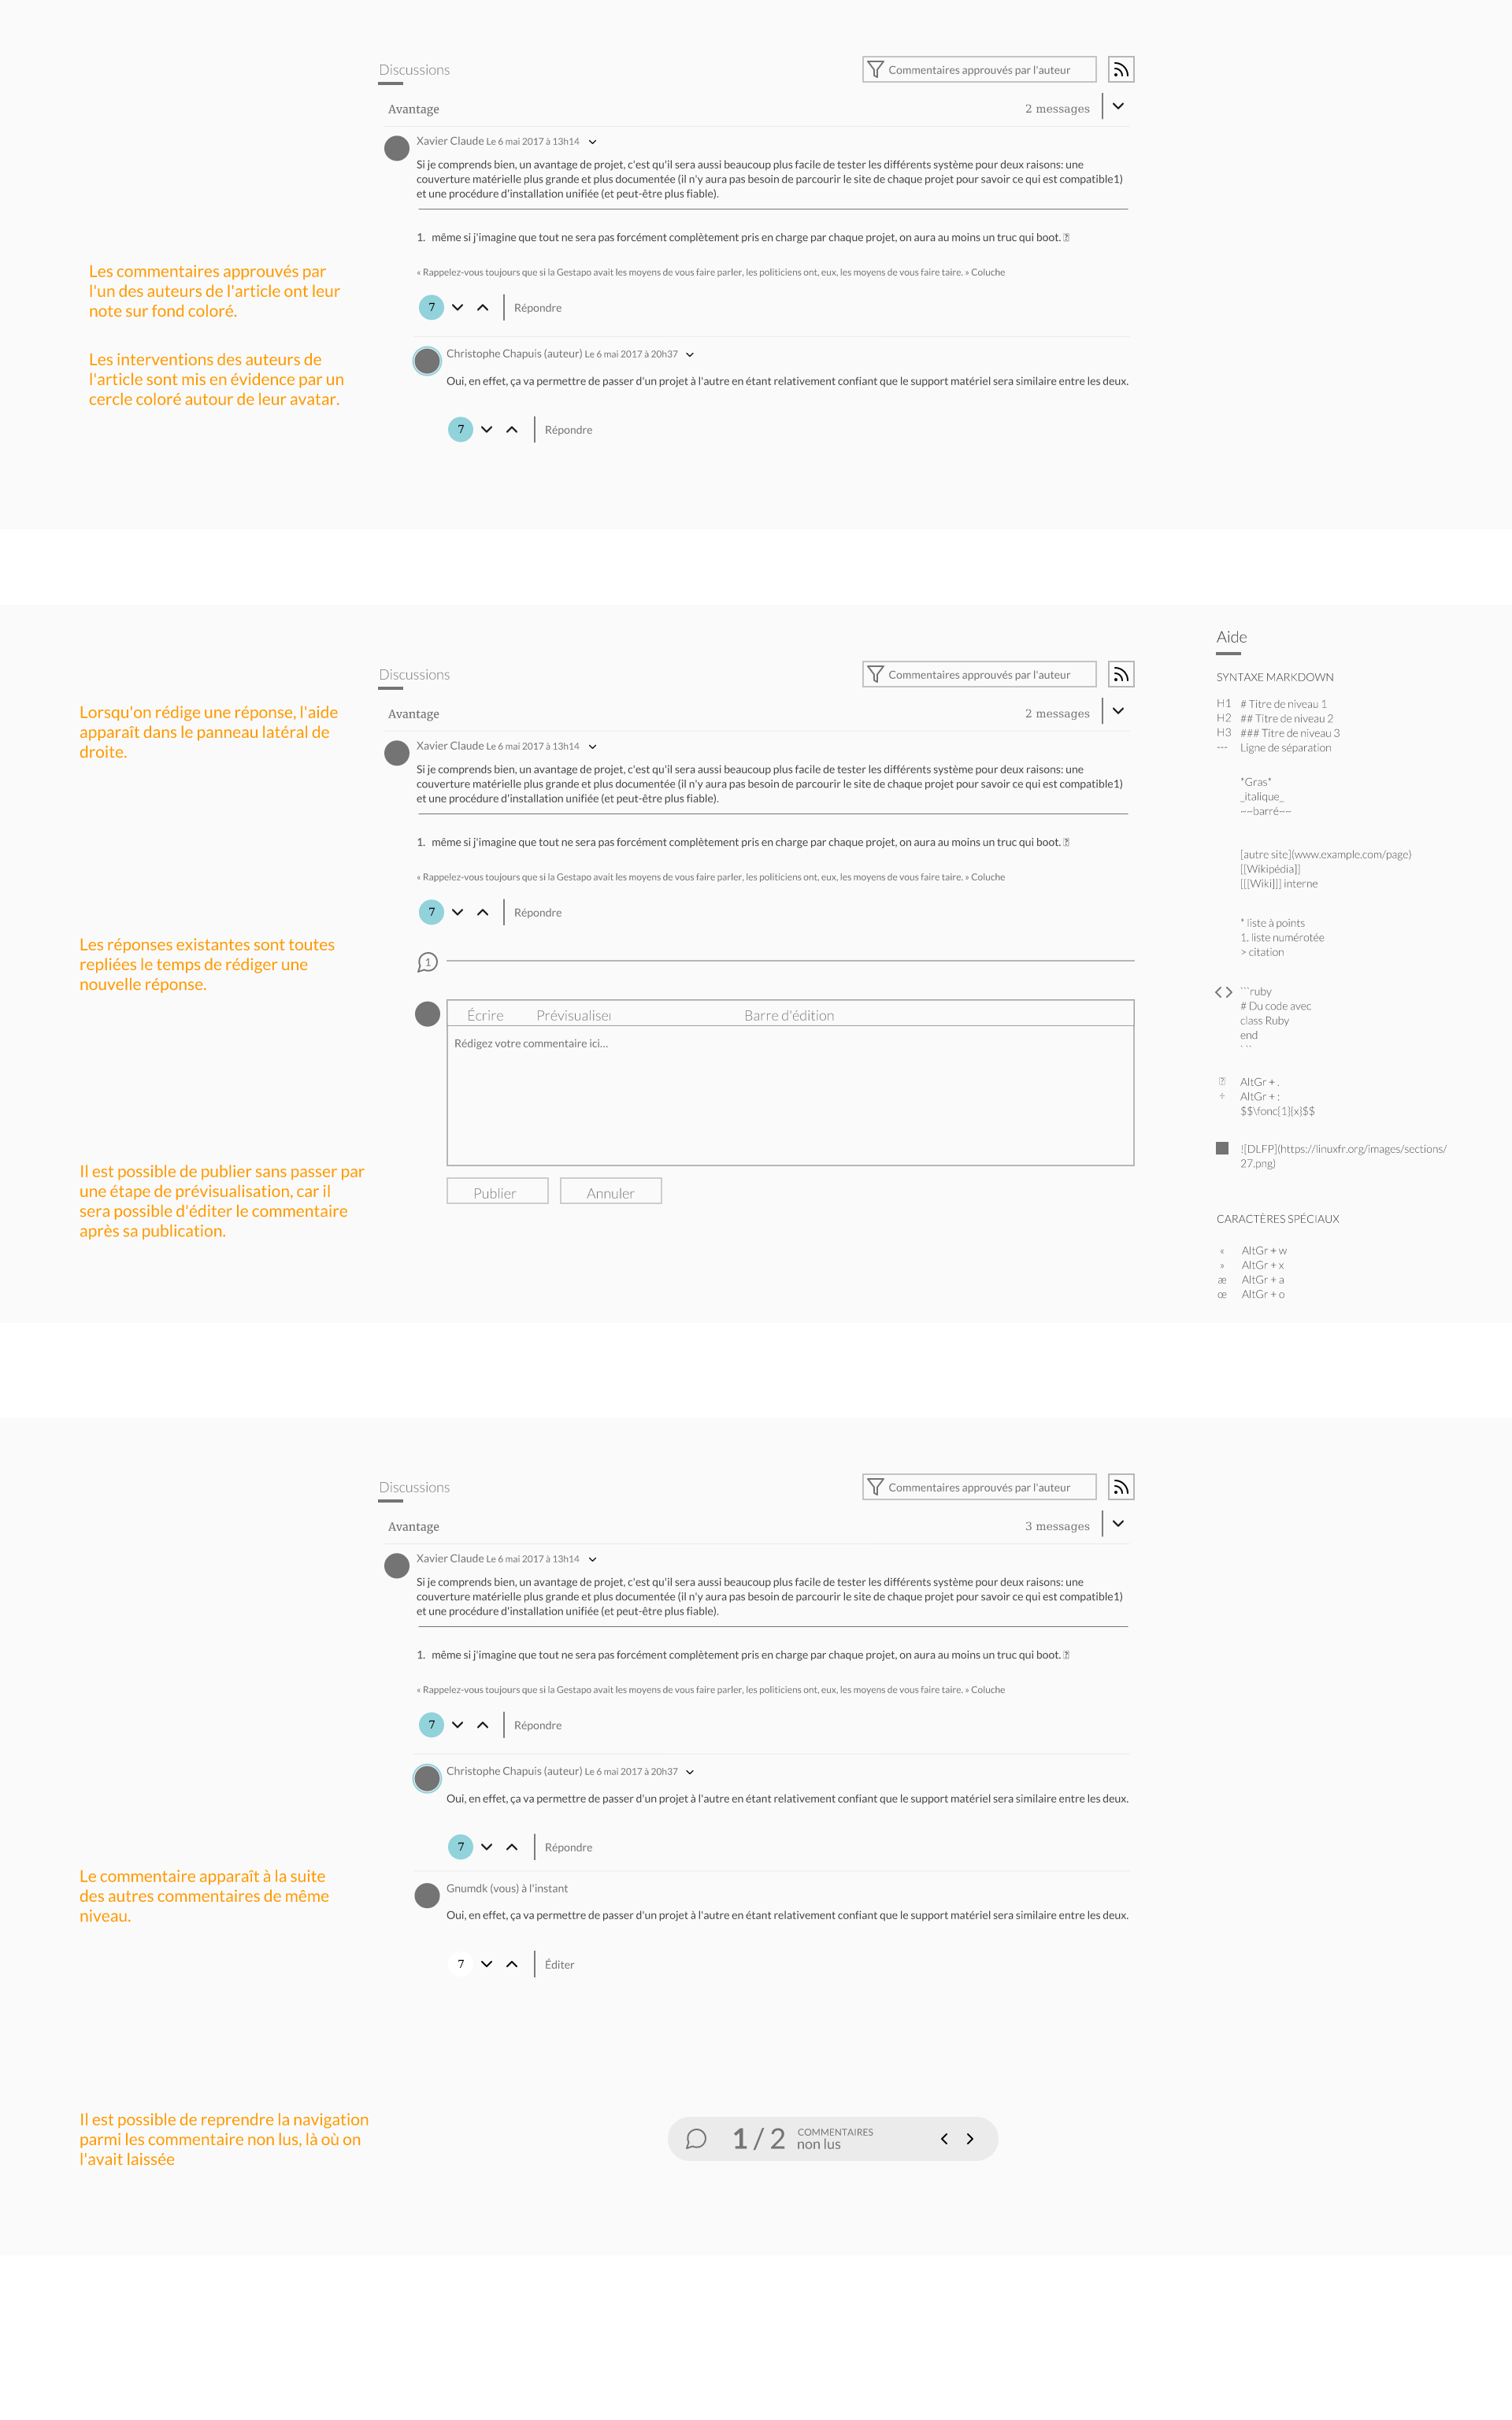 Discussions
Commentaires approuvés par l'auteur
Avantage
2 messages
Xavier Claude Le 6 mai 2017 à 13h14
Si je comprends bien, un avantage de projet, c'est qu'il sera aussi beaucoup plus facile de tester les différents système pour deux raisons: une
couverture matérielle plus grande et plus documentée (il n'y aura pas besoin de parcourir le site de chaque projet pour savoir ce qui est compatible1)
et une procédure d'installation unifiée (et peut-être plus fiable).
1. même si j'imagine que tout ne sera pas forcément complètement pris en charge par chaque projet, on aura au moins un truc qui boot.
« Rappelez-vous toujours que si la Gestapo avait les moyens de vous faire parler, les politiciens ont, eux, les moyens de vous faire taire. » Coluche
7
Répondre
Les commentaires approuvés par
l'un des auteurs de l'article ont leur
note sur fond coloré.
Les interventions des auteurs de
l'article sont mis en évidence par un
cercle coloré autour de leur avatar.
Christophe Chapuis (auteur) Le 6 mai 2017 à 20h37
Oui, en effet, ça va permettre de passer d'un projet à l'autre en étant relativement confiant que le support matériel sera similaire entre les deux.
7
Répondre
Discussions
Commentaires approuvés par l'auteur
Avantage
2 messages
Lorsqu'on rédige une réponse, l'aide
apparaît dans le panneau latéral de
droite.
Xavier Claude Le 6 mai 2017 à 13h14
Si je comprends bien, un avantage de projet, c'est qu'il sera aussi beaucoup plus facile de tester les différents système pour deux raisons: une
couverture matérielle plus grande et plus documentée (il n'y aura pas besoin de parcourir le site de chaque projet pour savoir ce qui est compatible1)
et une procédure d'installation unifiée (et peut-être plus fiable).
1. même si j'imagine que tout ne sera pas forcément complètement pris en charge par chaque projet, on aura au moins un truc qui boot.
« Rappelez-vous toujours que si la Gestapo avait les moyens de vous faire parler, les politiciens ont, eux, les moyens de vous faire taire. » Coluche
7
Répondre
Les réponses existantes sont toutes
repliées le temps de rédiger une
nouvelle réponse.
1
Écrire
Prévisualiser
Barre d'édition
Rédigez votre commentaire ici...
Il est possible de publier sans passer par
une étape de prévisualisation, car il
sera possible d'éditer le commentaire
après sa publication.
Publier
Annuler
Aide
SYNTAXE MARKDOWN
H1 # Titre de niveau 1
H2 ## Titre de niveau 2
H3 ### Titre de niveau 3
--- Ligne de séparation
*Gras*
_italique_
~~barré~~
[autre site](www.example.com/page)
[[Wikipédia]]
[[[Wiki]]] interne
* liste à points
1. liste numérotée
> citation
<> ```ruby
# Du code avec
class Ruby
end
```
AltGr + .
÷ AltGr + :
$$\fonc{1}{x}$$
![DLFP](https://linuxfr.org/images/sections/
27.png)
CARACTÈRES SPÉCIAUX
« AltGr + w
» AltGr + x
æ AltGr + a
œ AltGr + o
Discussions
Commentaires approuvés par l'auteur
Avantage
3 messages
Xavier Claude Le 6 mai 2017 à 13h14
Si je comprends bien, un avantage de projet, c'est qu'il sera aussi beaucoup plus facile de tester les différents système pour deux raisons: une
couverture matérielle plus grande et plus documentée (il n'y aura pas besoin de parcourir le site de chaque projet pour savoir ce qui est compatible1)
et une procédure d'installation unifiée (et peut-être plus fiable).
1. même si j'imagine que tout ne sera pas forcément complètement pris en charge par chaque projet, on aura au moins un truc qui boot.
« Rappelez-vous toujours que si la Gestapo avait les moyens de vous faire parler, les politiciens ont, eux, les moyens de vous faire taire. » Coluche
7
Répondre
Christophe Chapuis (auteur) Le 6 mai 2017 à 20h37
Oui, en effet, ça va permettre de passer d'un projet à l'autre en étant relativement confiant que le support matériel sera similaire entre les deux.
7
Répondre
Le commentaire apparaît à la suite
des autres commentaires de même
niveau.
Gnumdk (vous) à l'instant
Oui, en effet, ça va permettre de passer d'un projet à l'autre en étant relativement confiant que le support matériel sera similaire entre les deux.
7
Éditer
Il est possible de reprendre la navigation
parmi les commentaire non lus, là où on
l'avait laissée
1 / 2
COMMENTAIRES
non lus